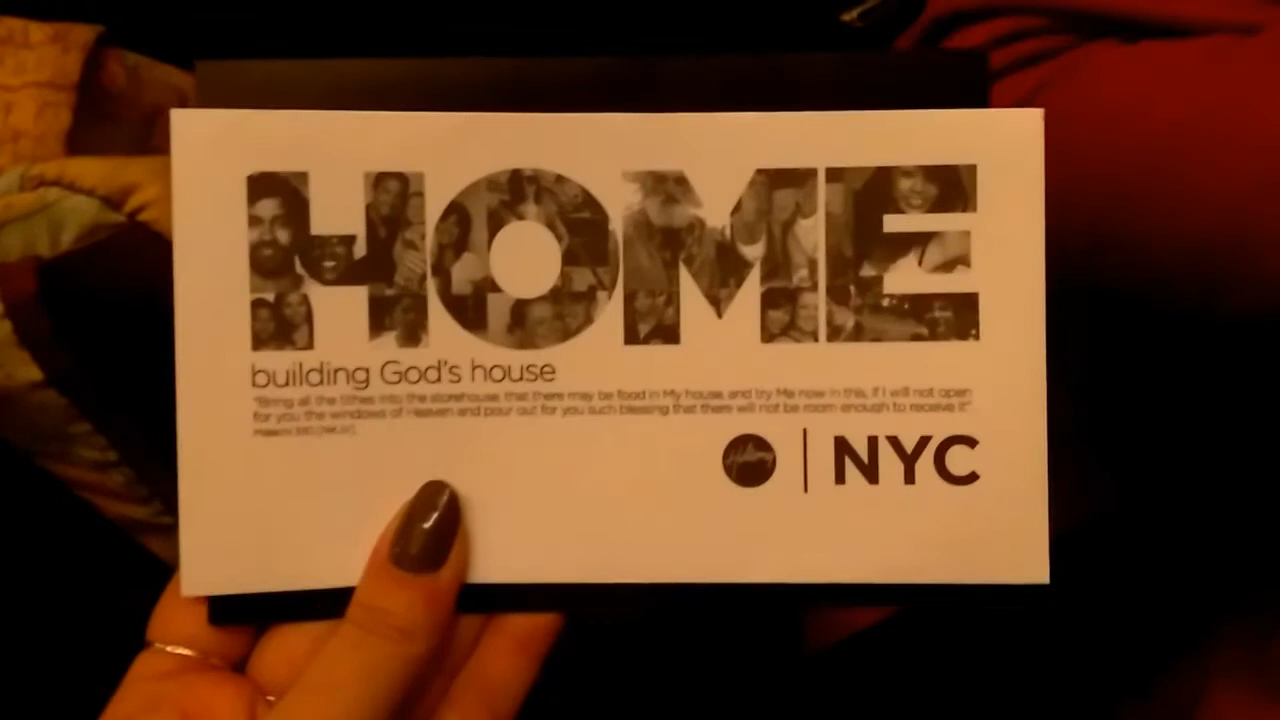 HOME
building God's house
"Bring all the tithes into the storehouse, that there may be food in My house, and try Me now in this, If I will not open
for you the windows of Heaven and pour out for you such blessing that there will not be room enough to receive it"
Hillsong | NYC